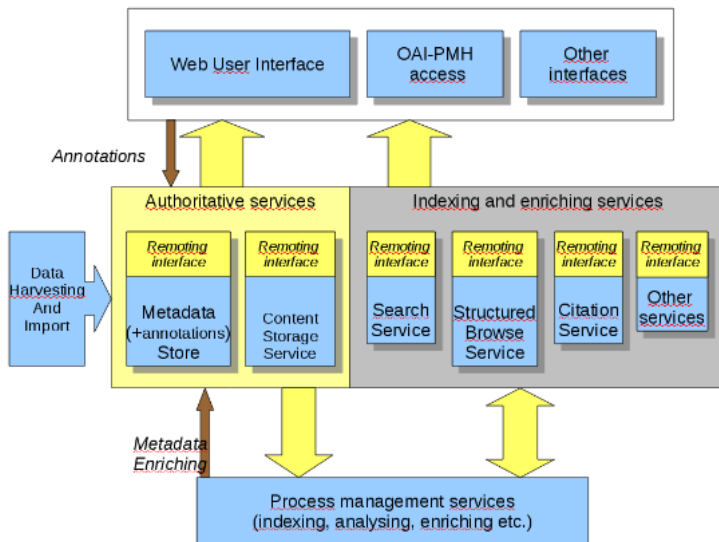 Web User Interface
OAI-PMH
access
Other
interfaces
Annotations
Authoritative services
Indexing and enriching services
Data
Harvesting
And
Import
Remoting
interface
Metadata
(+annotations)
Store
Remoting
interface
Content
Storage
Service
Remoting
interface
Search
Service
Remoting
interface
Structured
Browse
Service
Remoting
interface
Citation
Service
Remoting
interface
Other
services
Metadata
Enriching
Process management services
(indexing, analysing, enriching etc.)